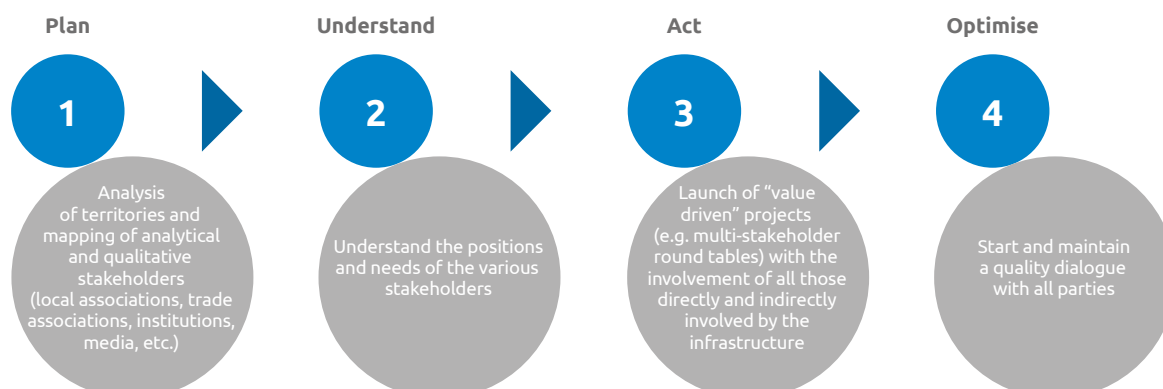 Plan
1
Analysis
of territories and
mapping of analytical
and qualitative
stakeholders
(local associations, trade
associations, institutions,
media, etc.)
Understand
2
Understand the positions
and needs of the various
stakeholders
Act
3
Launch of “value
driven” projects
(e.g. multi-stakeholder
round tables) with the
involvement of all those
directly and indirectly
involved by the
infrastructure
Optimise
4
Start and maintain
a quality dialogue
with all parties